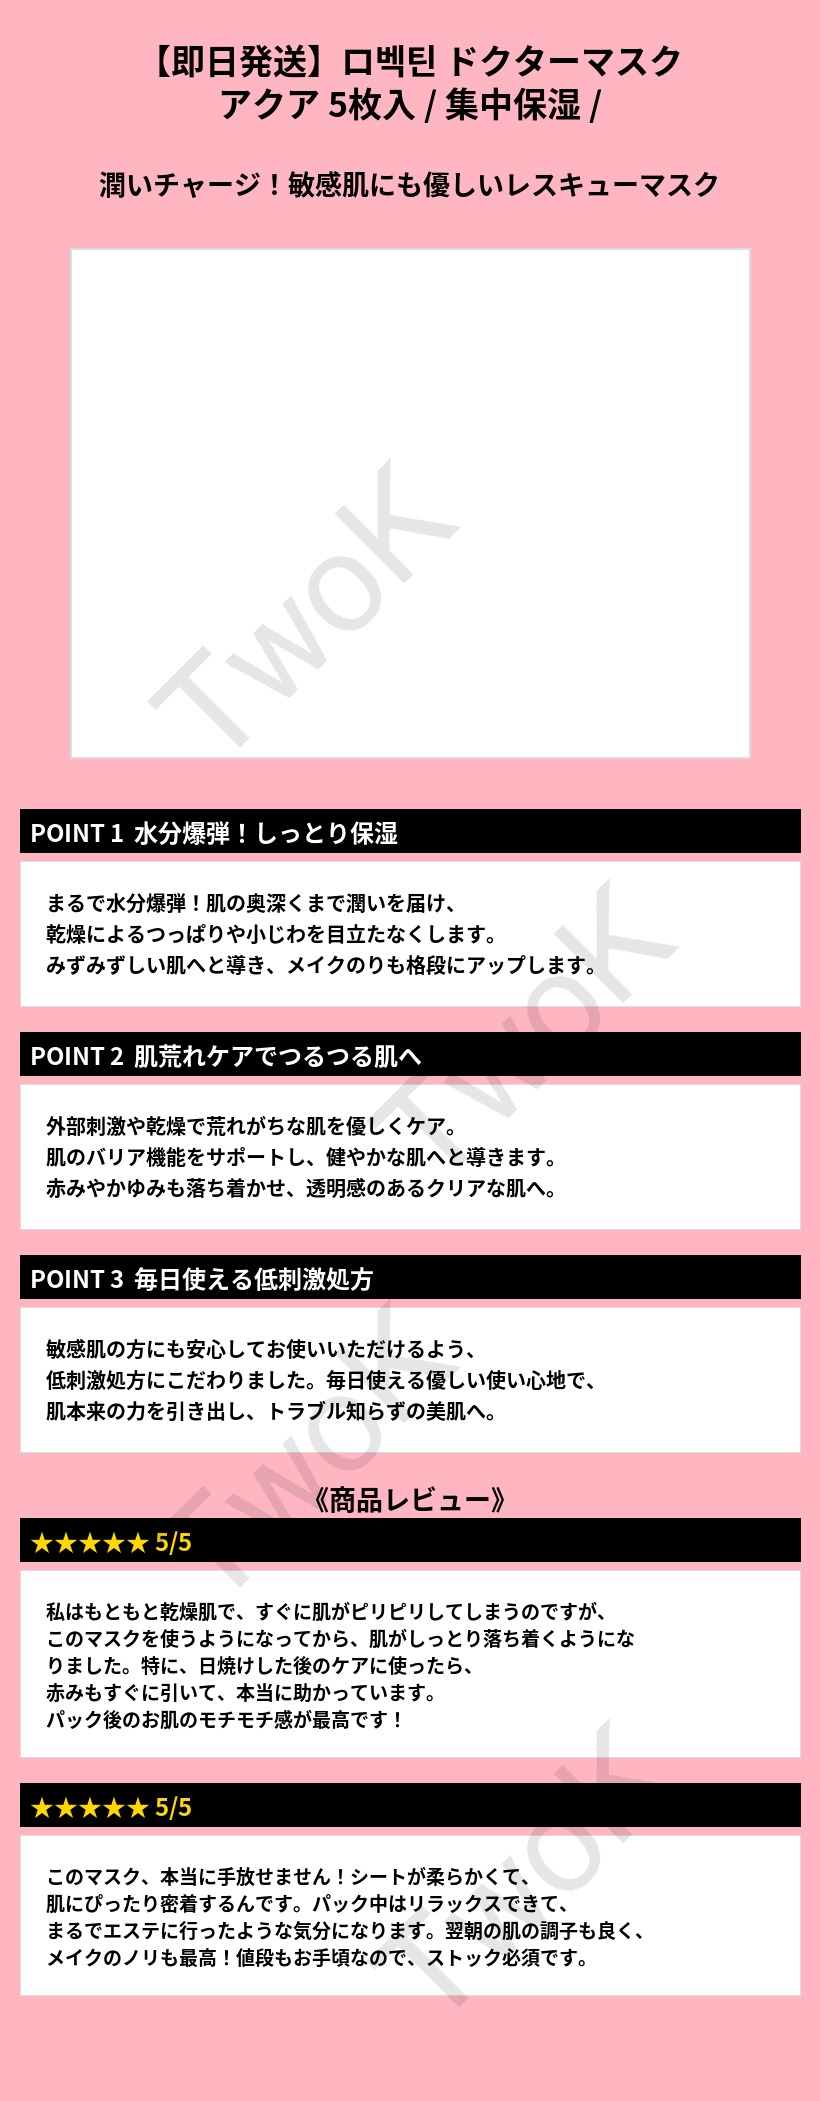 【即日発送】로벡틴 ドクターマスク
アクア 5枚入 / 集中保湿 /
潤いチャージ！敏感肌にも優しいレスキューマスク
TwoK
POINT 1 水分爆弾！しっとり保湿
まるで水分爆弾！肌の奥深くまで潤いを届け、
乾燥によるつっぱりや小じわを目立たなくします。
みずみずしい肌へと導き、メイクのりも格段にアップします。
TwoK
POINT 2 肌荒れケアでつるつる肌へ
外部刺激や乾燥で荒れがちな肌を優しくケア。
肌のバリア機能をサポートし、健やかな肌へと導きます。
赤みやかゆみも落ち着かせ、透明感のあるクリアな肌へ。
POINT 3 毎日使える低刺激処方
敏感肌の方にも安心してお使いいただけるよう、
低刺激処方にこだわりました。毎日使える優しい使い心地で、
肌本来の力を引き出し、トラブル知らずの美肌へ。
TwoK
《商品レビュー》
★★★★★ 5/5
私はもともと乾燥肌で、すぐに肌がピリピリしてしまうのですが、
このマスクを使うようになってから、肌がしっとり落ち着くようにな
りました。特に、日焼けした後のケアに使ったら、
赤みもすぐに引いて、本当に助かっています。
パック後のお肌のモチモチ感が最高です！
★★★★★ 5/5
このマスク、本当に手放せません！シートが柔らかくて、
肌にぴったり密着するんです。パック中はリラックスできて、
まるでエステに行ったような気分になります。翌朝の肌の調子も良く、
メイクのノリも最高！値段もお手頃なので、ストック必須です。
TwoK